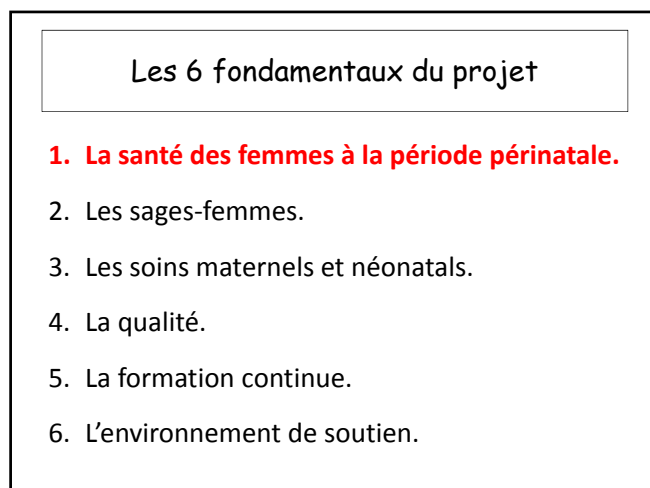 Les 6 fondamentaux du projet
1. La santé des femmes à la période périnatale.
2. Les sages-femmes.
3. Les soins maternels et néonatals.
4. La qualité.
5. La formation continue.
6. L’environnement de soutien.